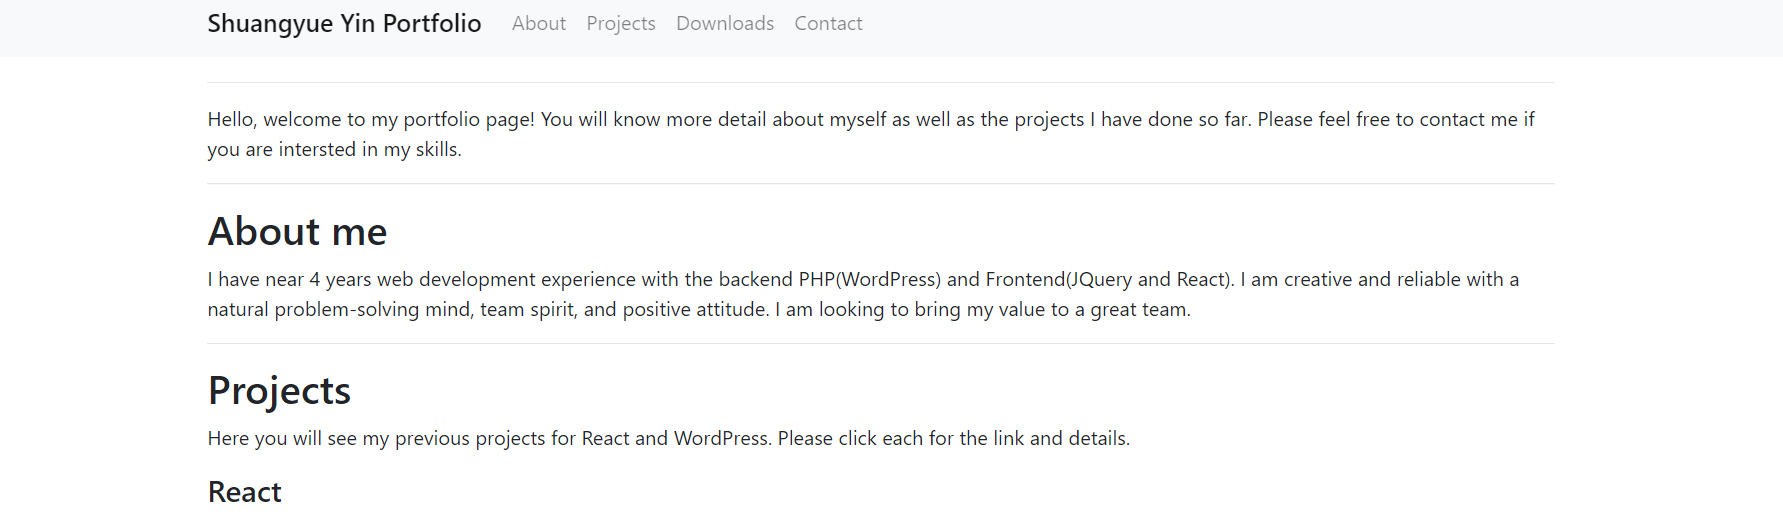 Shuangyue Yin Portfolio About Projects Downloads Contact
Hello, welcome to my portfolio page! You will know more detail about myself as well as the projects I have done so far. Please feel free to contact me if
you are intersted in my skills.
About me
I have near 4 years web development experience with the backend PHP(WordPress) and Frontend(JQuery and React). I am creative and reliable with a
natural problem-solving mind, team spirit, and positive attitude. I am looking to bring my value to a great team.
Projects
Here you will see my previous projects for React and WordPress. Please click each for the link and details.
React